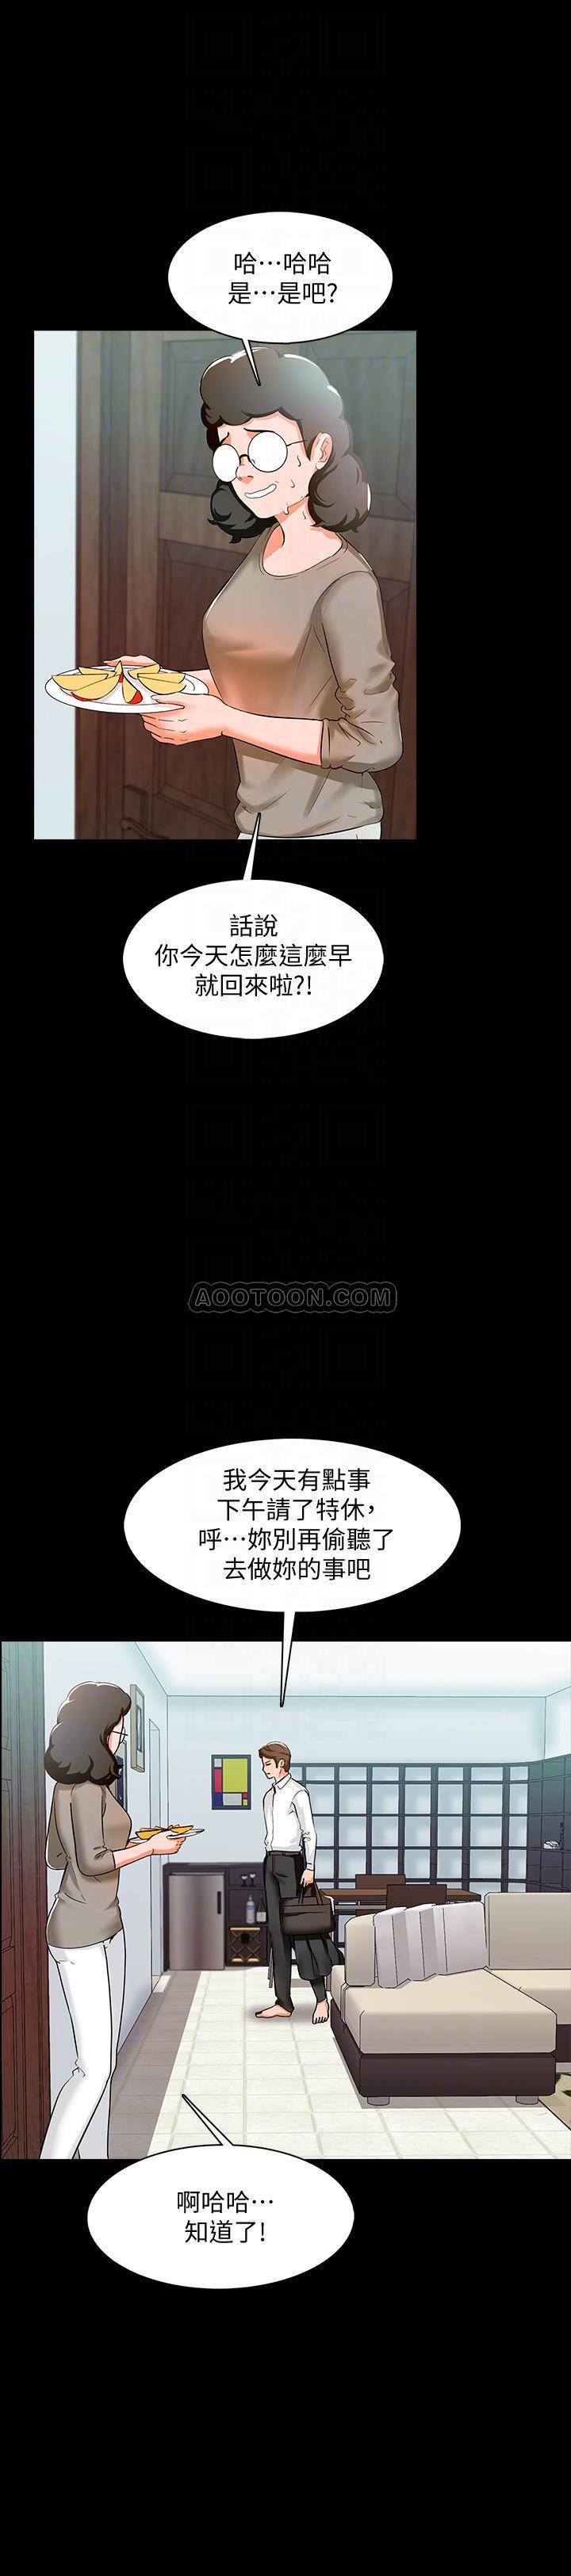 哈⋯哈哈
是⋯是吧?
話說
你今天怎麼這麼早
就回來啦?!
AOOTOON.COM
我今天有點事
下午請了特休，
呼⋯妳別再偷聽了
去做妳的事吧
啊哈哈⋯
知道了!